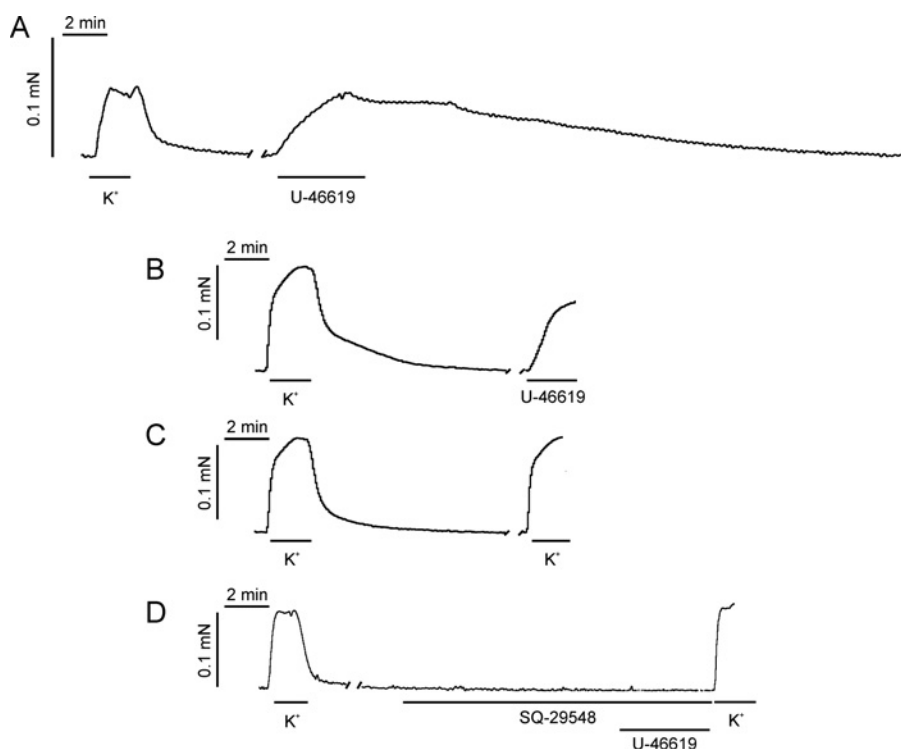 A
2 min
0.1 mN
K⁺
U-46619
B
2 min
0.1 mN
K⁺
U-46619
C
2 min
0.1 mN
K⁺
K⁺
D
2 min
0.1 mN
K⁺
SQ-29548
K⁺
U-46619